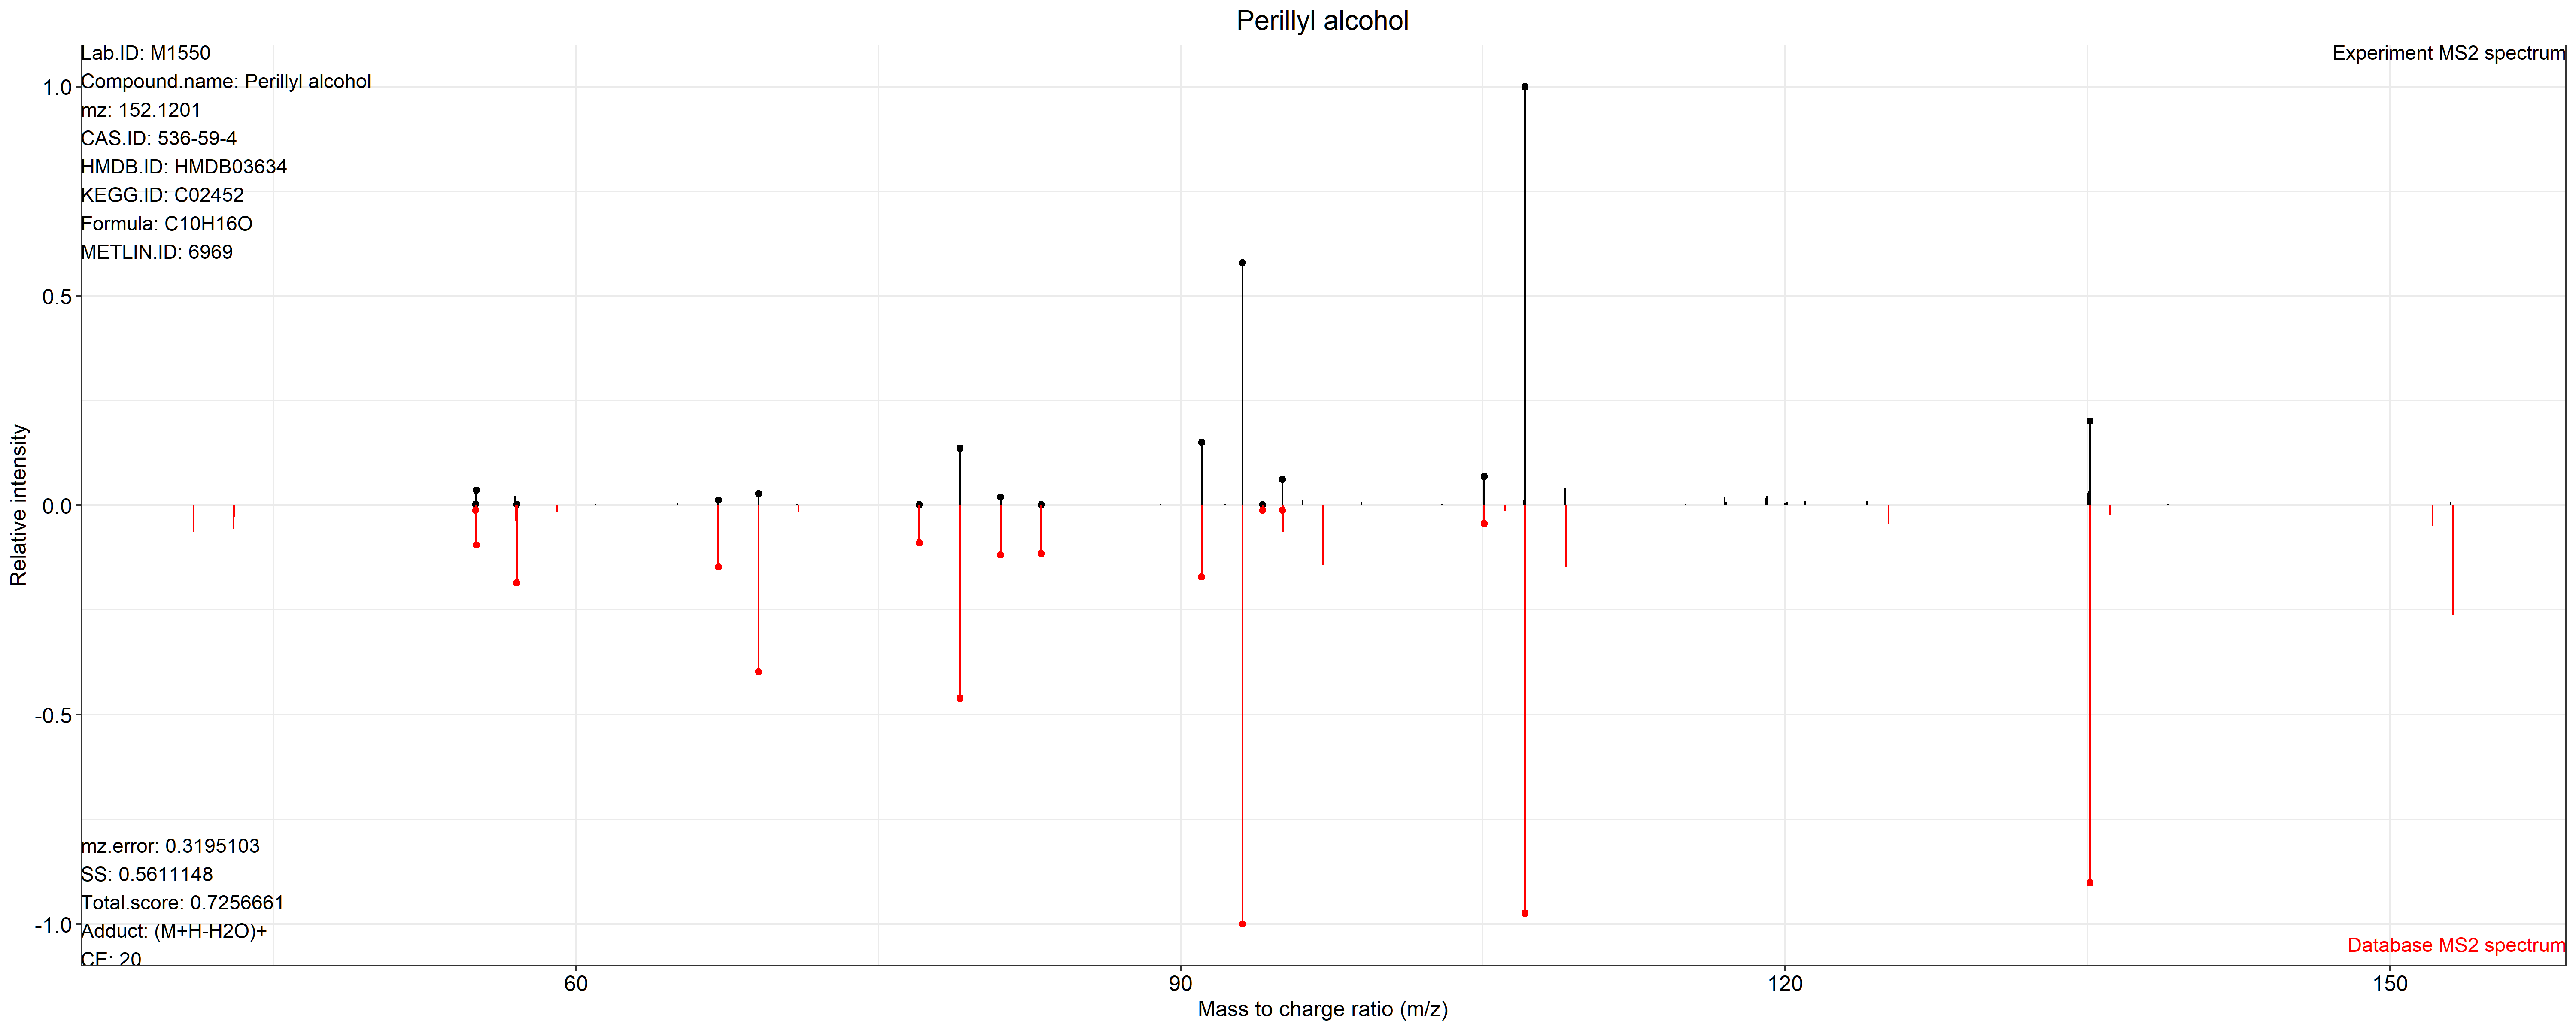 Perillyl alcohol
Lab.ID: M1550
Experiment MS2 spectrum
Compound.name: Perillyl alcohol
mz: 152.1201
CAS.ID: 536-59-4
HMDB.ID: HMDB03634
KEGG.ID: C02452
Formula: C10H16O
METLIN.ID: 6969
1.0
0.5
0.0
-0.5
-1.0
Relative intensity
mz.error: 0.3195103
SS: 0.5611148
Total.score: 0.7256661
Adduct: (M+H-H2O)+
CE: 20
Database MS2 spectrum
60
90
120
150
Mass to charge ratio (m/z)